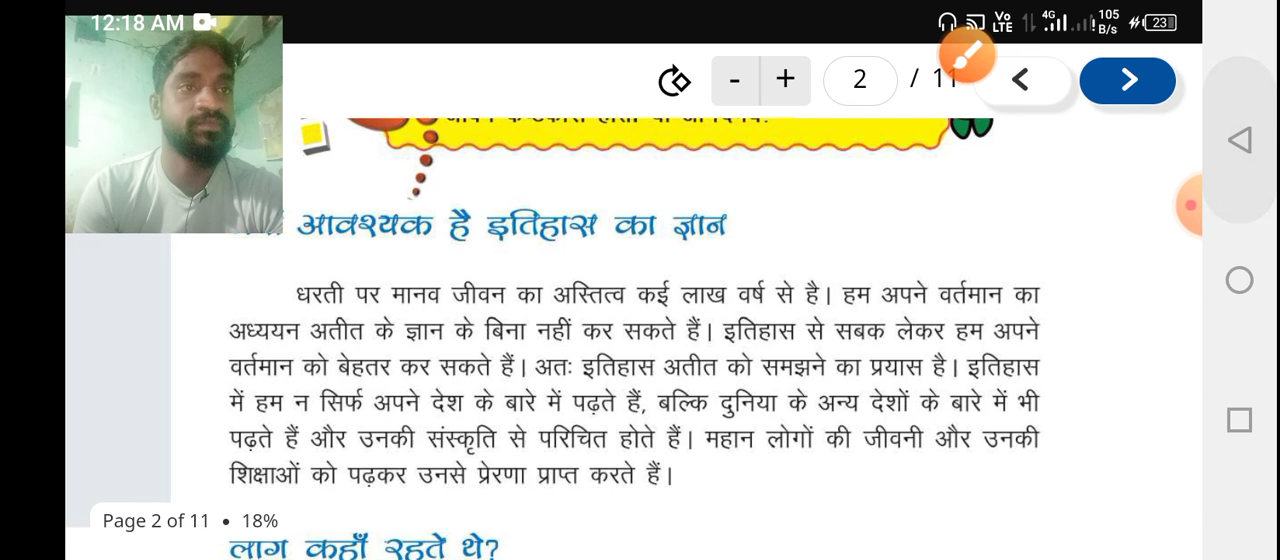 12:18 AM
Vo LTE 4G 105 B/s 23
- + 2 / 11
आवश्यक है इतिहास का ज्ञान
धरती पर मानव जीवन का अस्तित्व कई लाख वर्ष से है। हम अपने वर्तमान का
अध्ययन अतीत के ज्ञान के बिना नहीं कर सकते हैं। इतिहास से सबक लेकर हम अपने
वर्तमान को बेहतर कर सकते हैं। अतः इतिहास अतीत को समझने का प्रयास है। इतिहास
में हम न सिर्फ अपने देश के बारे में पढ़ते हैं, बल्कि दुनिया के अन्य देशों के बारे में भी
पढ़ते हैं और उनकी संस्कृति से परिचित होते हैं। महान लोगों की जीवनी और उनकी
शिक्षाओं को पढ़कर उनसे प्रेरणा प्राप्त करते हैं।
Page 2 of 11 • 18%
कहाँ रहते थे?